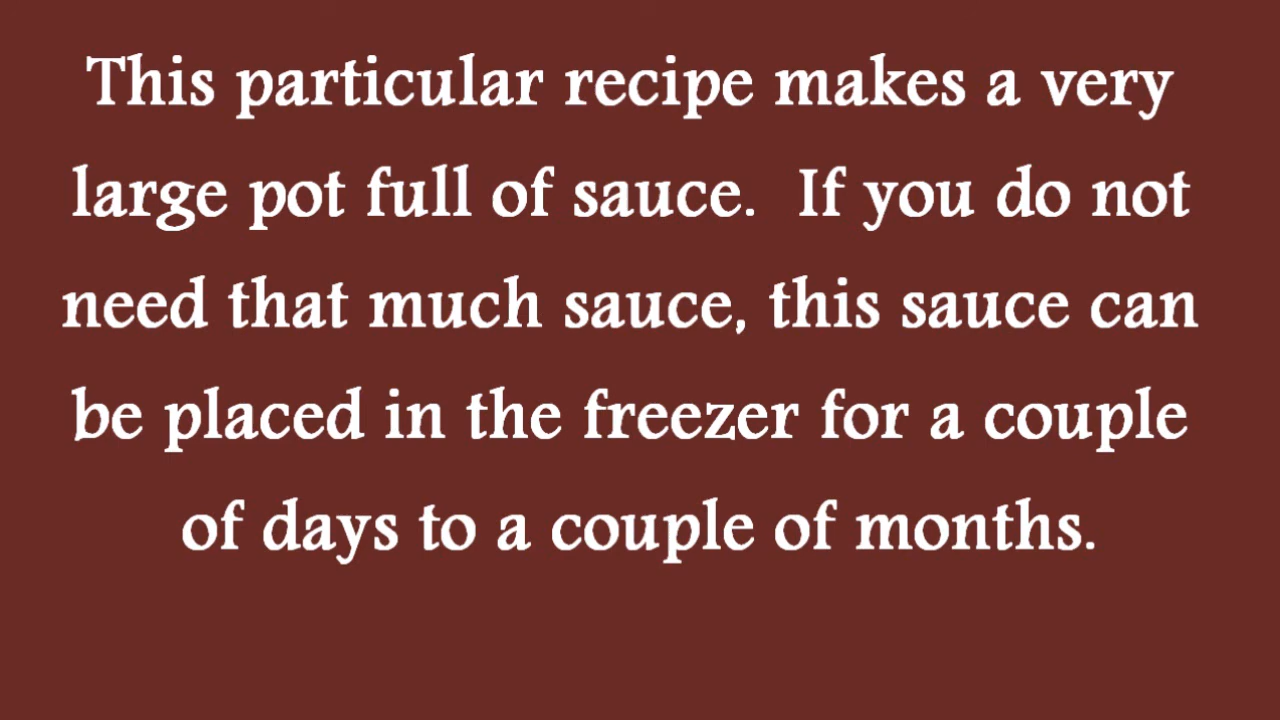 This particular recipe makes a very
large pot full of sauce.  If you do not
need that much sauce, this sauce can
be placed in the freezer for a couple
of days to a couple of months.